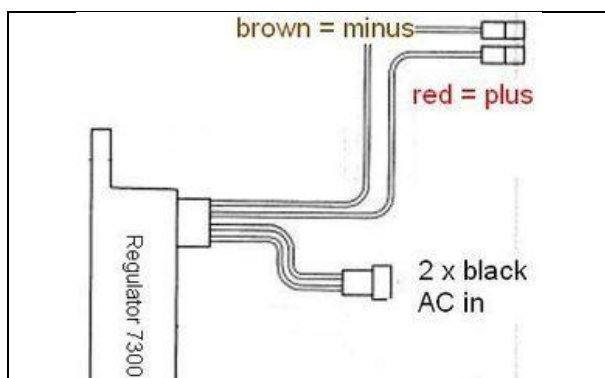 brown = minus
red = plus
2 x black
AC in
Regulator 7300